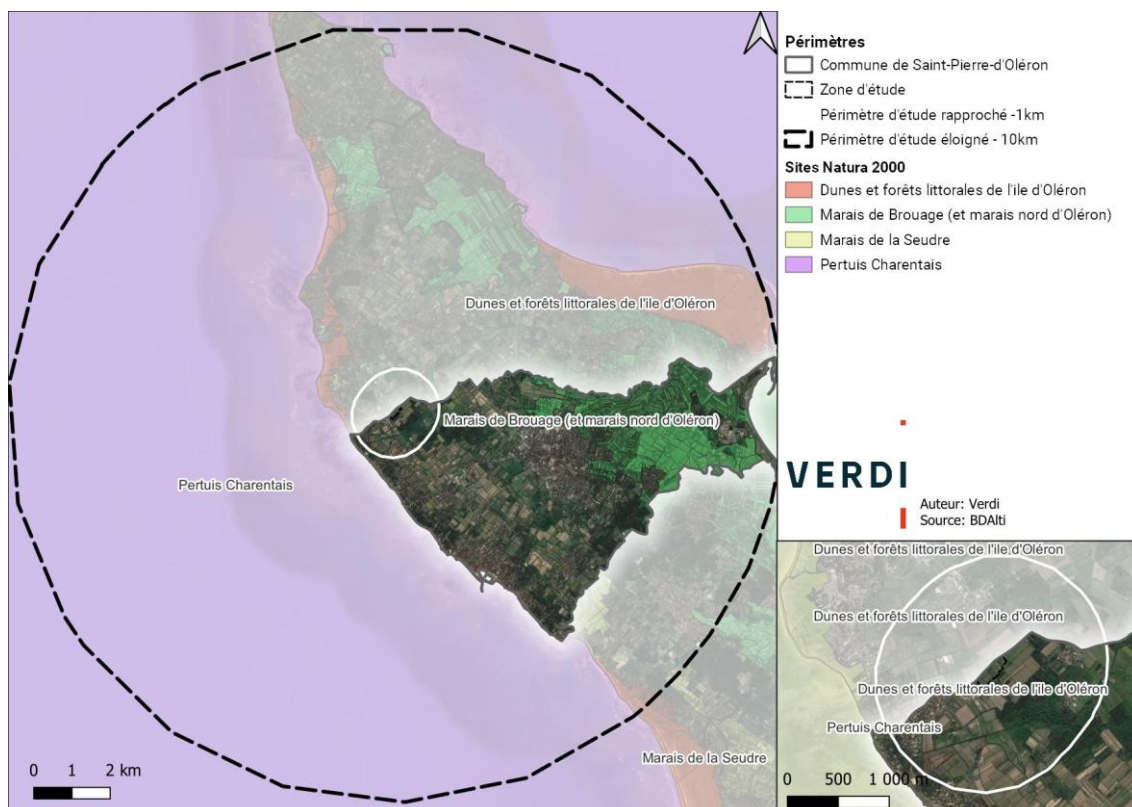 Dunes et forêts littorales de l'île d'Oléron
Marais de Brouage (et marais nord d'Oléron)
Pertuis Charentais
Marais de la Seudre
0 1 2 km
Périmètres
Commune de Saint-Pierre-d'Oléron
Zone d'étude
Périmètre d'étude rapproché -1km
Périmètre d'étude éloigné - 10km
Sites Natura 2000
Dunes et forêts littorales de l'ile d'Oléron
Marais de Brouage (et marais nord d'Oléron)
Marais de la Seudre
Pertuis Charentais
VERDI
Auteur: Verdi
Source: BDAlti
Dunes et forêts littorales de l'île d'Oléron
Dunes et forêts littorales de l'île d'Oléron
Dunes et forêts littorales de l'île d'Oléron
Pertuis Charentais
0 500 1 000 m